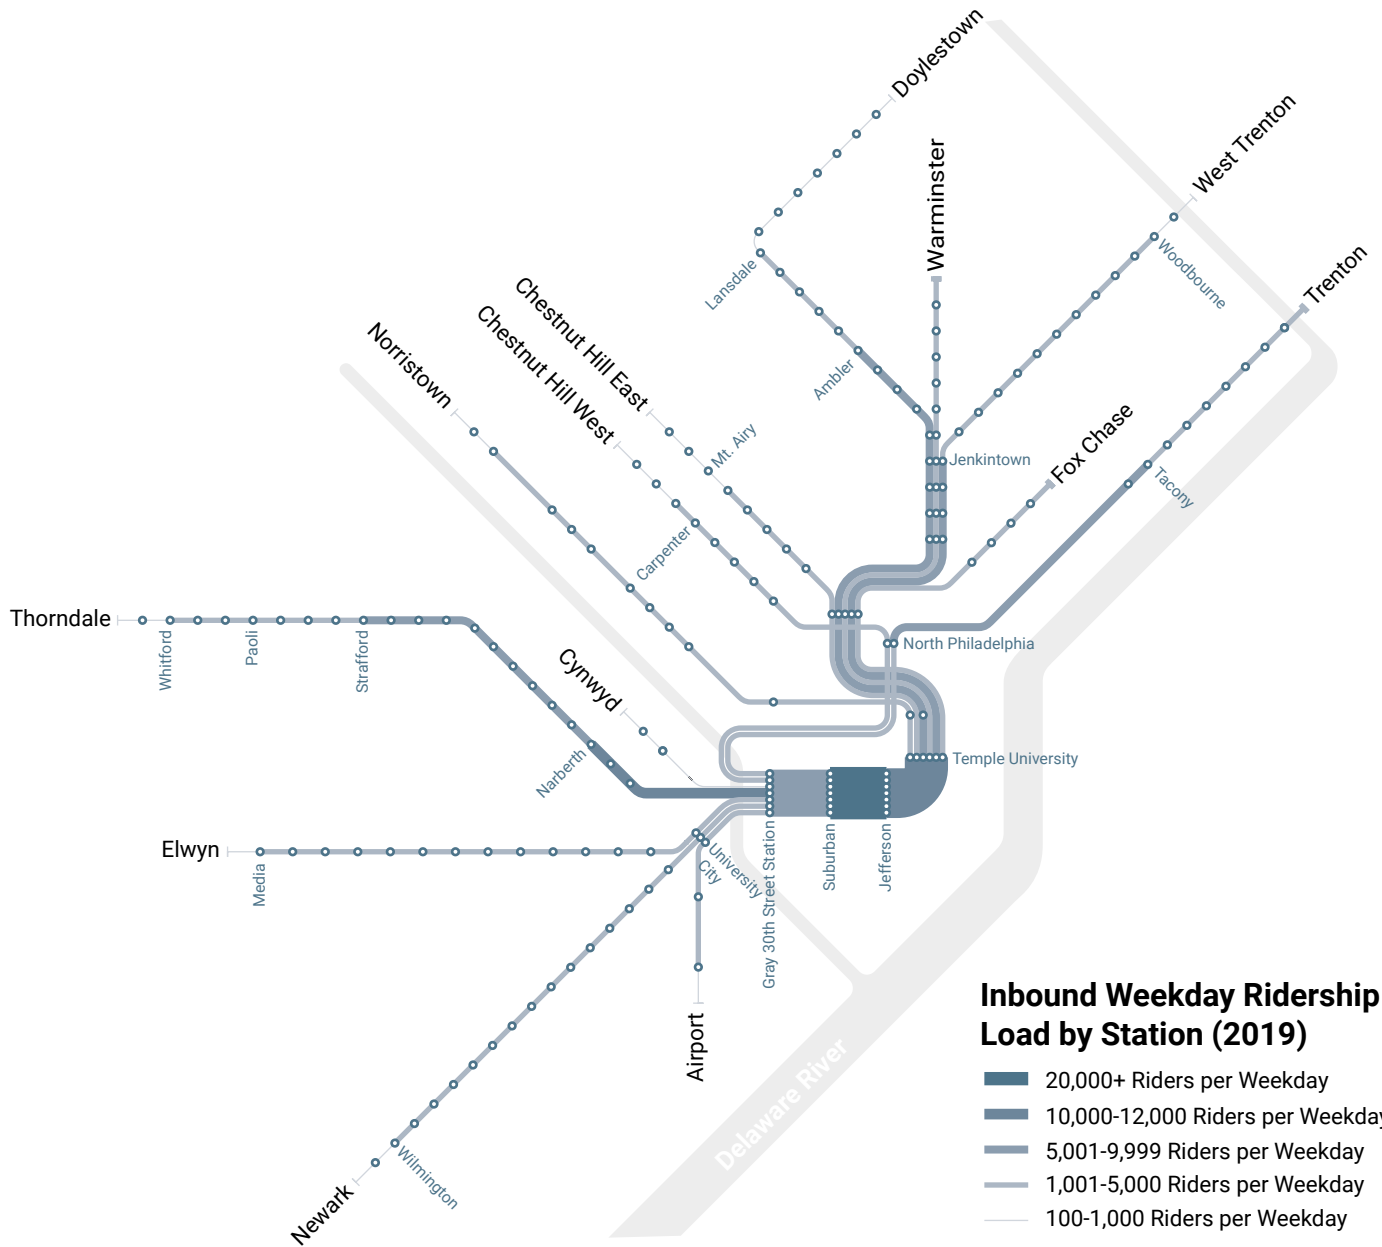 Doylestown
West Trenton
Warminster
Woodbourne
Trenton
Lansdale
Chestnut Hill East
Chestnut Hill West
Norristown
Ambler
Mt. Airy
Jenkintown
Fox Chase
Tacony
Carpenter
Thorndale
Whitford
Paoli
Strafford
North Philadelphia
Cynwyd
Narberth
Temple University
Elwyn
Media
University
City
Gray 30th Street Station
Suburban
Jefferson
Airport
Wilmington
Newark
Delaware River
Inbound Weekday Ridership
Load by Station (2019)
20,000+ Riders per Weekday
10,000-12,000 Riders per Weekday
5,001-9,999 Riders per Weekday
1,001-5,000 Riders per Weekday
100-1,000 Riders per Weekday